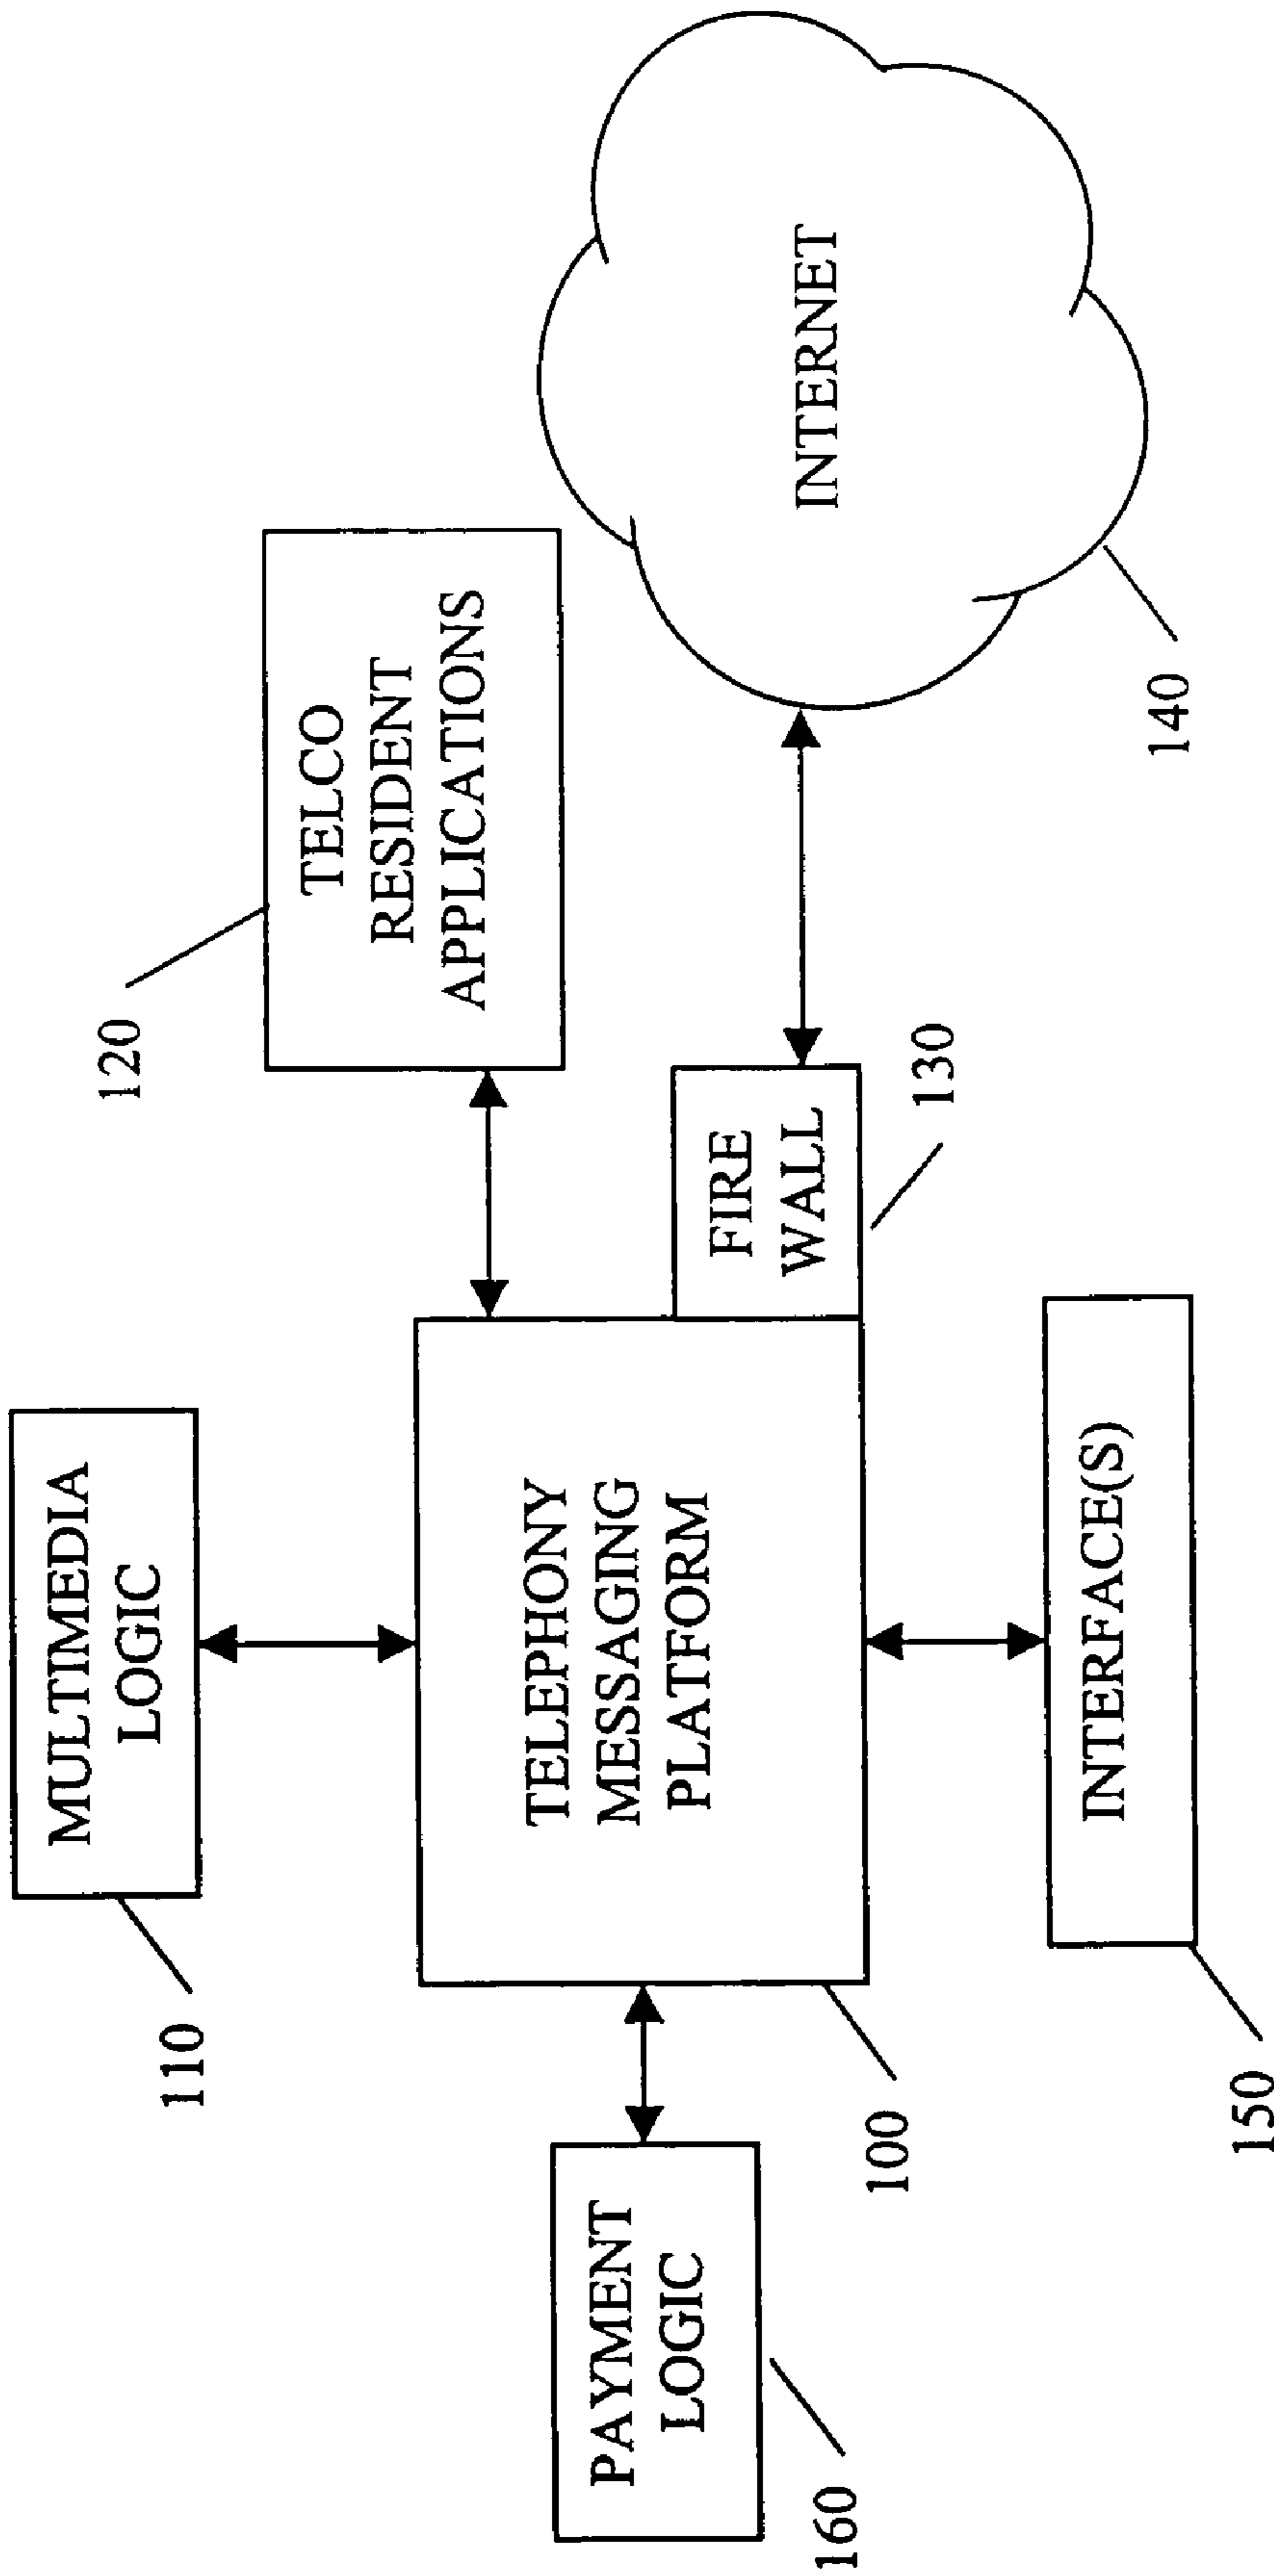 MULTIMEDIA
LOGIC
110
120
TELCO
RESIDENT
APPLICATIONS
PAYMENT
LOGIC
160
TELEPHONY
MESSAGING
PLATFORM
100
FIRE
WALL
130
INTERNET
140
INTERFACE(S)
150